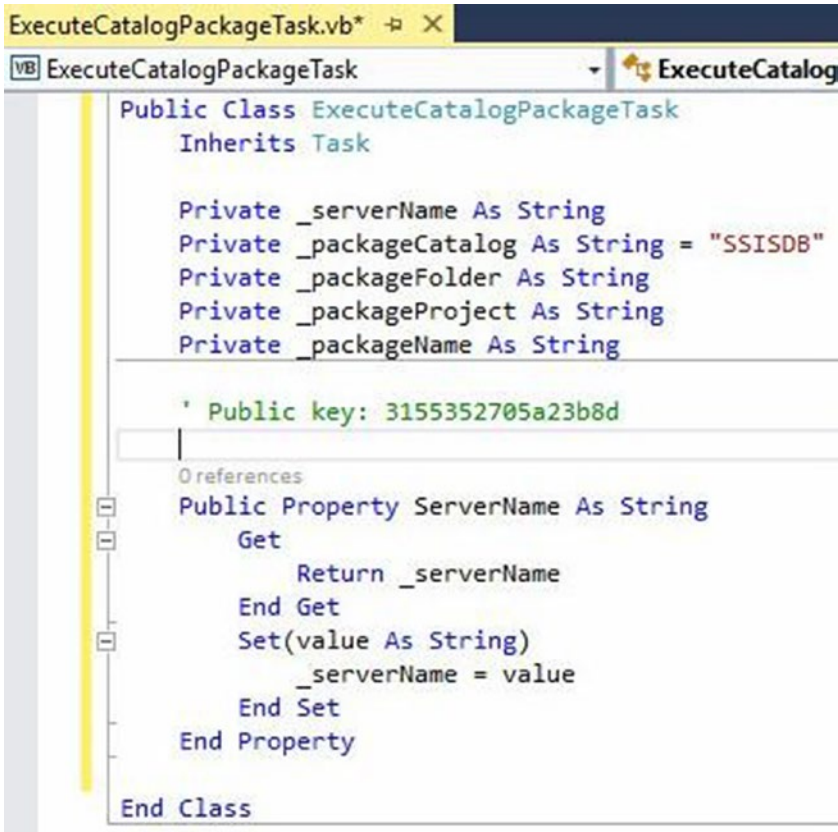 ExecuteCatalogPackageTask.vb*
VB ExecuteCatalogPackageTask ExecuteCatalog
Public Class ExecuteCatalogPackageTask
Inherits Task
Private _serverName As String
Private _packageCatalog As String = "SSISDB"
Private _packageFolder As String
Private _packageProject As String
Private _packageName As String
' Public key: 3155352705a23b8d
0 references
Public Property ServerName As String
Get
Return _serverName
End Get
Set(value As String)
_serverName = value
End Set
End Property
End Class